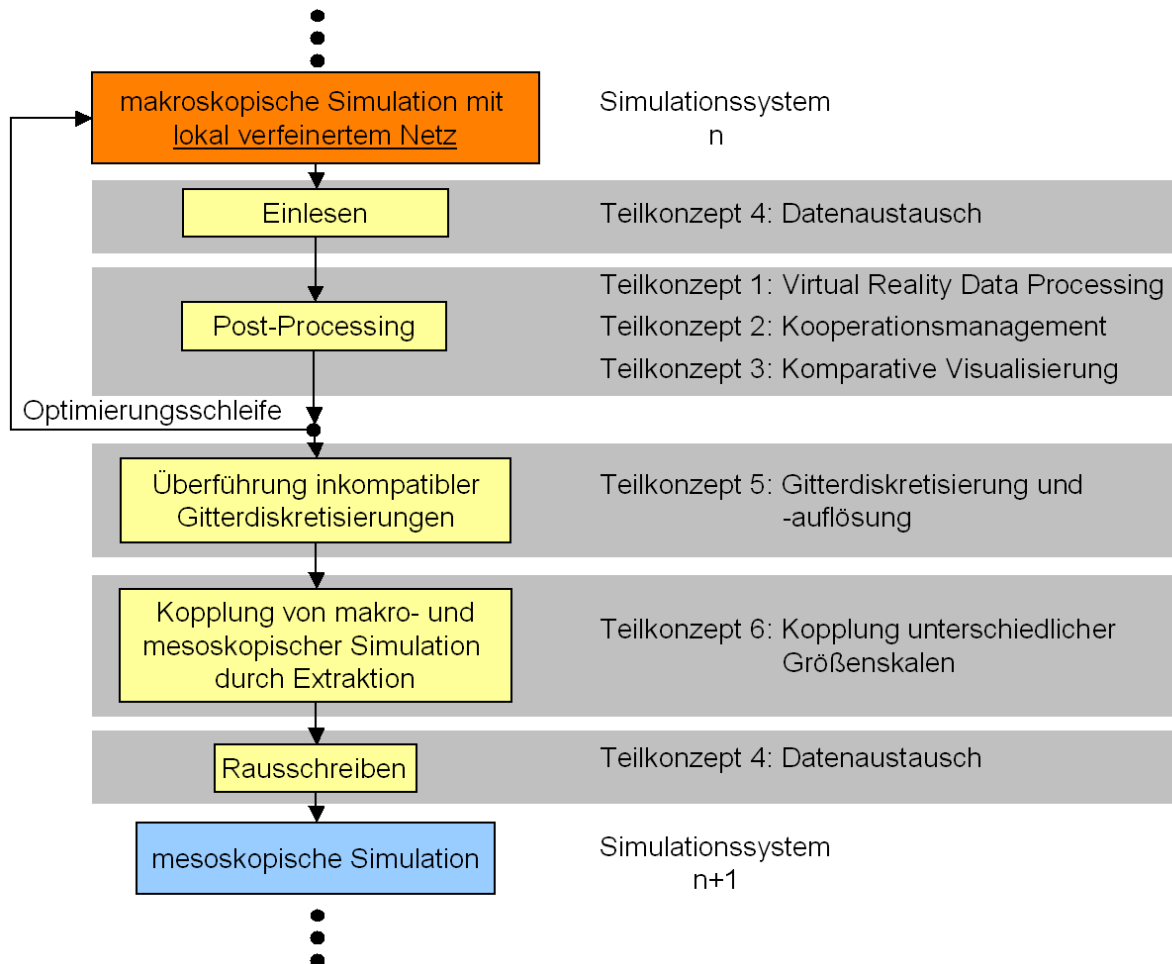 makroskopische Simulation mit
lokal verfeinertem Netz
Simulationssystem
n
Einlesen
Teilkonzept 4: Datenaustausch
Post-Processing
Teilkonzept 1: Virtual Reality Data Processing
Teilkonzept 2: Kooperationsmanagement
Teilkonzept 3: Komparative Visualisierung
Optimierungsschleife
Überführung inkompatibler
Gitterdiskretisierungen
Teilkonzept 5: Gitterdiskretisierung und
-auflösung
Kopplung von makro- und
mesoskopischer Simulation
durch Extraktion
Teilkonzept 6: Kopplung unterschiedlicher
Größenskalen
Rausschreiben
Teilkonzept 4: Datenaustausch
mesoskopische Simulation
Simulationssystem
n+1